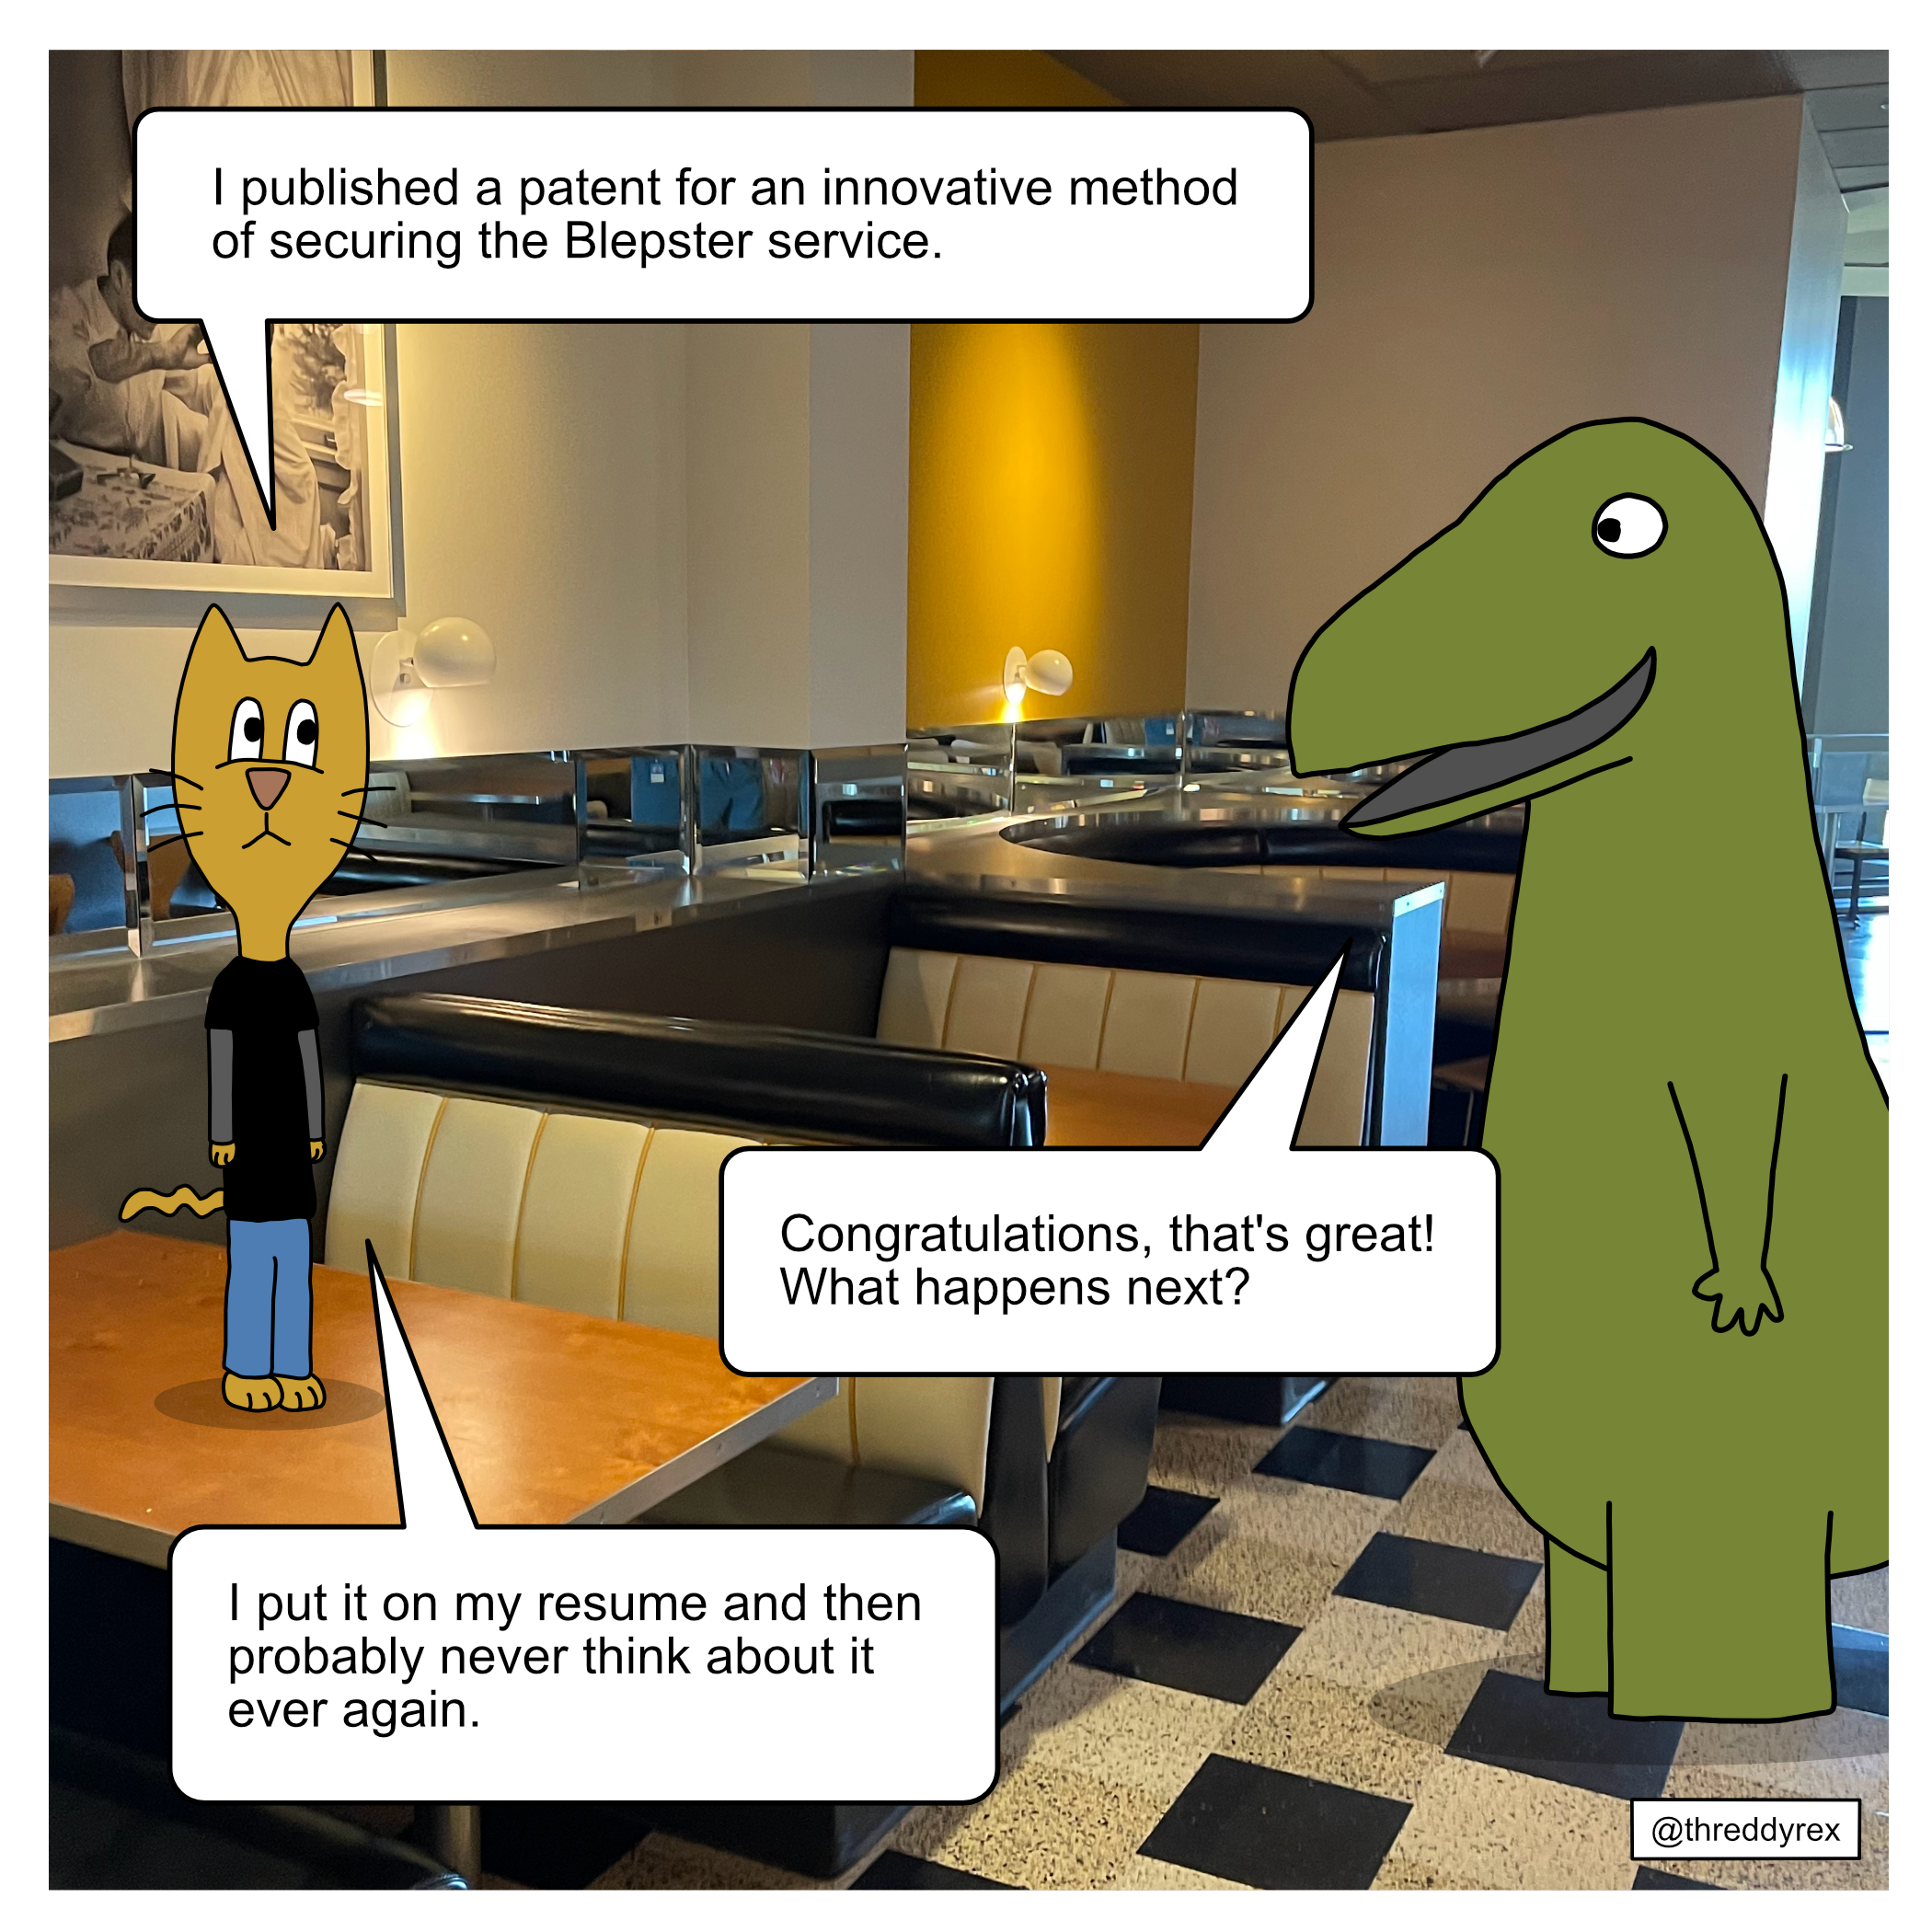 I published a patent for an innovative method
of securing the Blepster service.
Congratulations, that's great!
What happens next?
I put it on my resume and then
probably never think about it
ever again.
@threddyrex